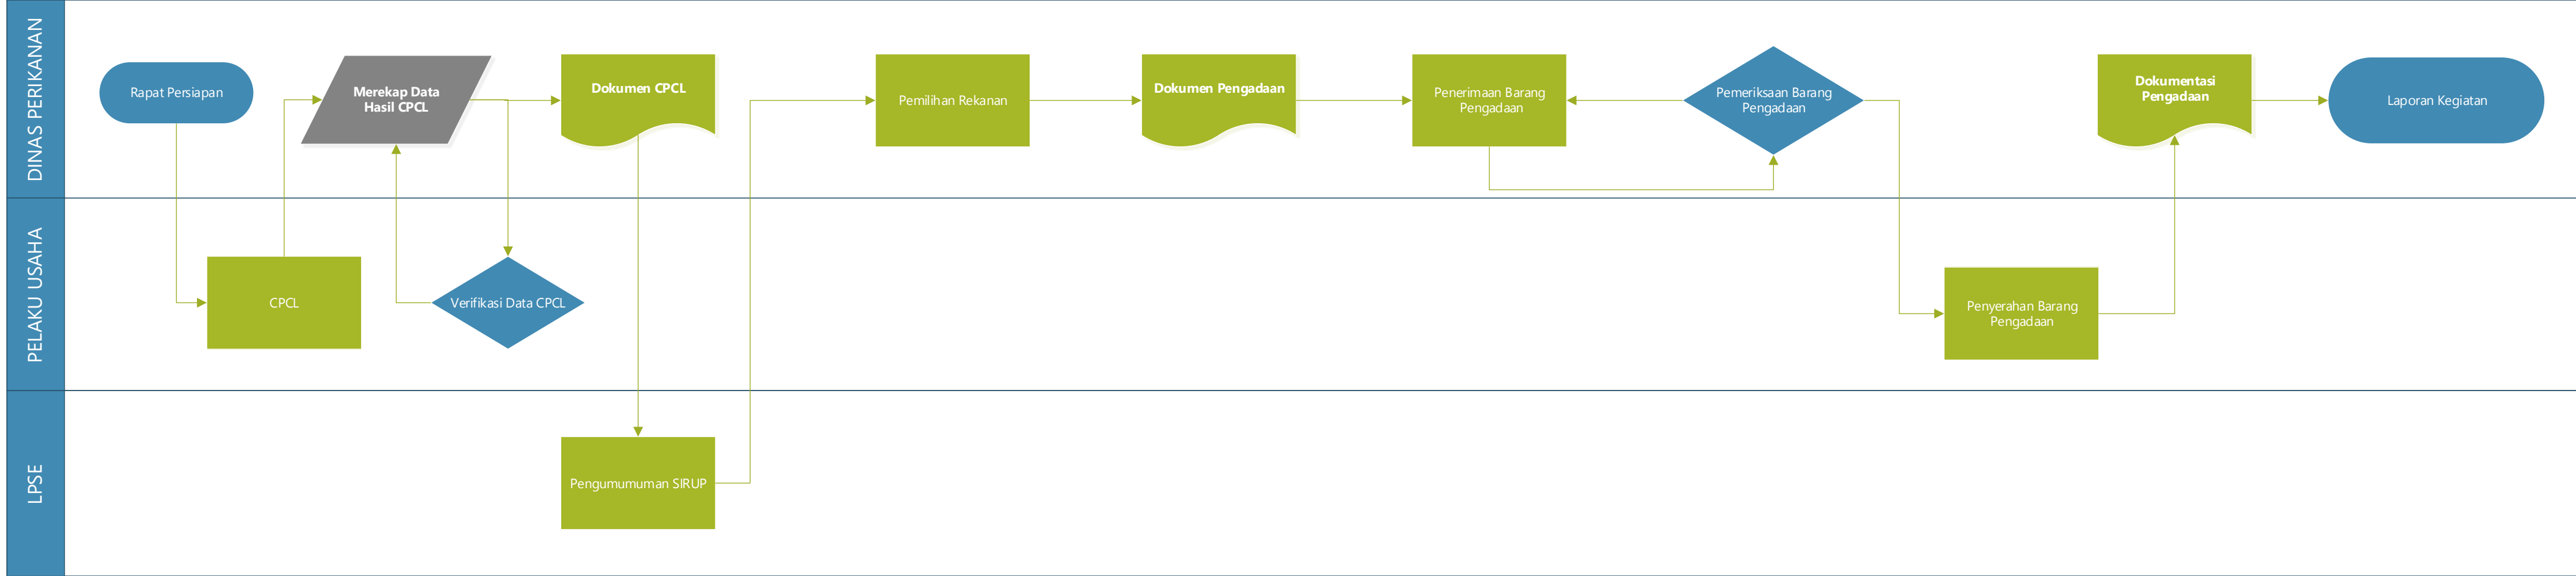 DINAS PERIKANAN
Rapat Persiapan
Merekap Data
Hasil CPCL
Dokumen CPCL
Pemilihan Rekanan
Dokumen Pengadaan
Penerimaan Barang
Pengadaan
Pemeriksaan Barang
Pengadaan
Dokumentasi
Pengadaan
Laporan Kegiatan
PELAKU USAHA
CPCL
Verifikasi Data CPCL
Penyerahan Barang
Pengadaan
LPSE
Pengumumuman SIRUP